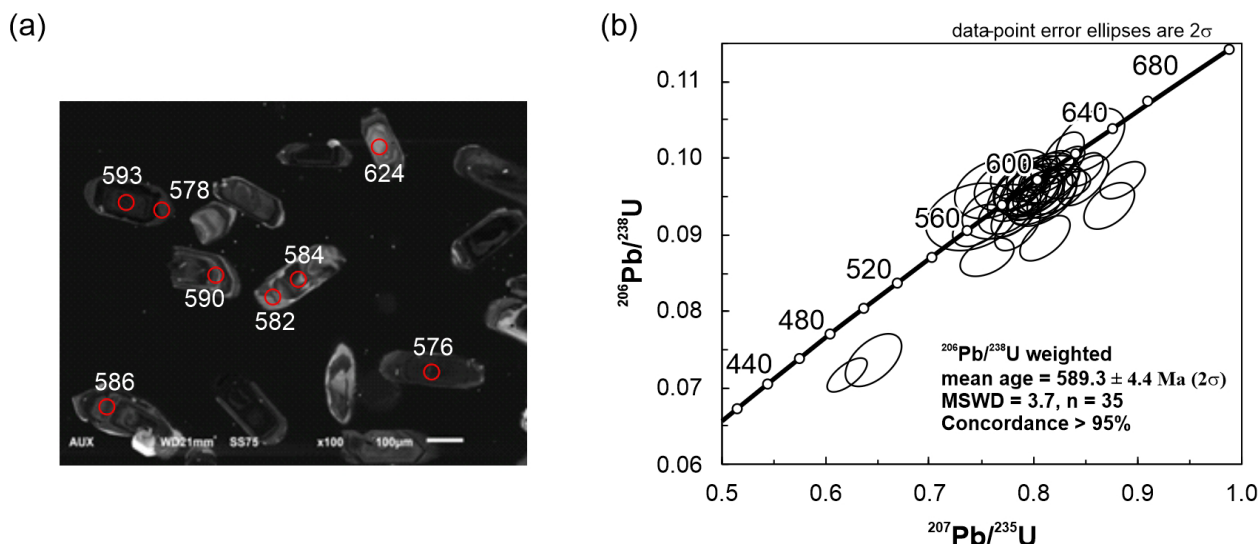 (a)
593
578
624
590
584
582
576
586
AUX WD21mm SS75 x100 100µm
(b)
data-point error ellipses are 2σ
²⁰⁶Pb/²³⁸U
0.11
0.10
0.09
0.08
0.07
0.06
680
640
600
560
520
480
440
²⁰⁶Pb/²³⁸U weighted
mean age = 589.3 ± 4.4 Ma (2σ)
MSWD = 3.7, n = 35
Concordance > 95%
0.5 0.6 0.7 0.8 0.9 1.0
²⁰⁷Pb/²³⁵U